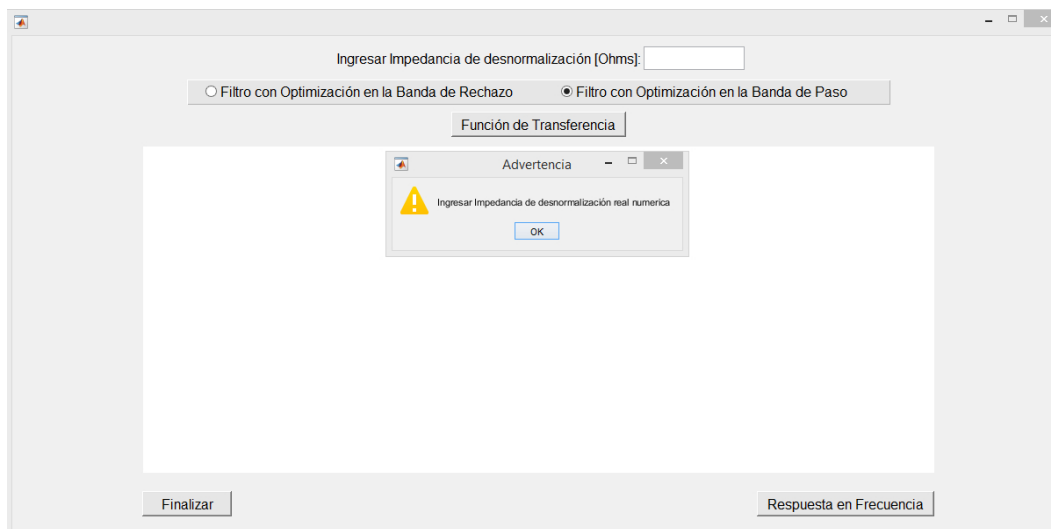 Ingresar Impedancia de desnormalización [Ohms]:
Filtro con Optimización en la Banda de Rechazo
Filtro con Optimización en la Banda de Paso
Función de Transferencia
Advertencia
Ingresar Impedancia de desnormalización real numerica
OK
Finalizar
Respuesta en Frecuencia